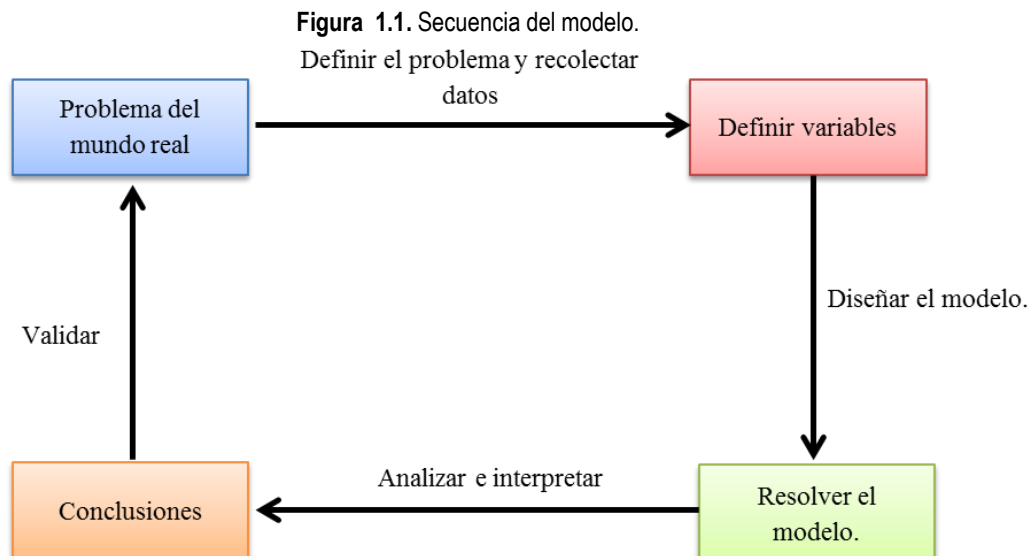 Figura 1.1. Secuencia del modelo.
Definir el problema y recolectar
datos
Problema del
mundo real
Definir variables
Diseñar el modelo.
Validar
Analizar e interpretar
Conclusiones
Resolver el
modelo.